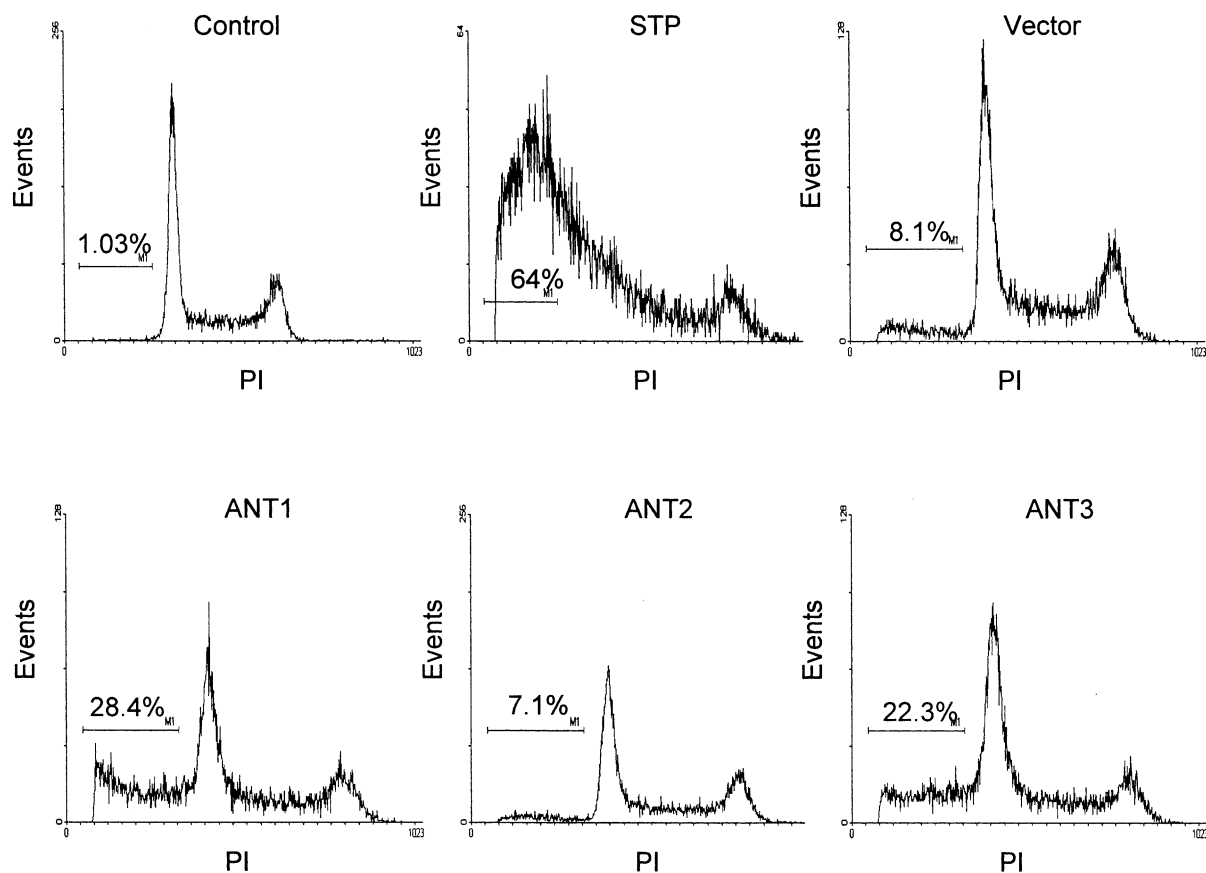 Control
256
Events
1.03%
M1
0
1023
PI
STP
64
Events
64%
M1
0
PI
Vector
128
Events
8.1%
M1
0
1023
PI
ANT1
128
Events
28.4%
M1
0
0
1023
PI
ANT2
256
Events
7.1%
M1
0
0
1023
PI
ANT3
128
Events
22.3%
M1
0
0
1023
PI